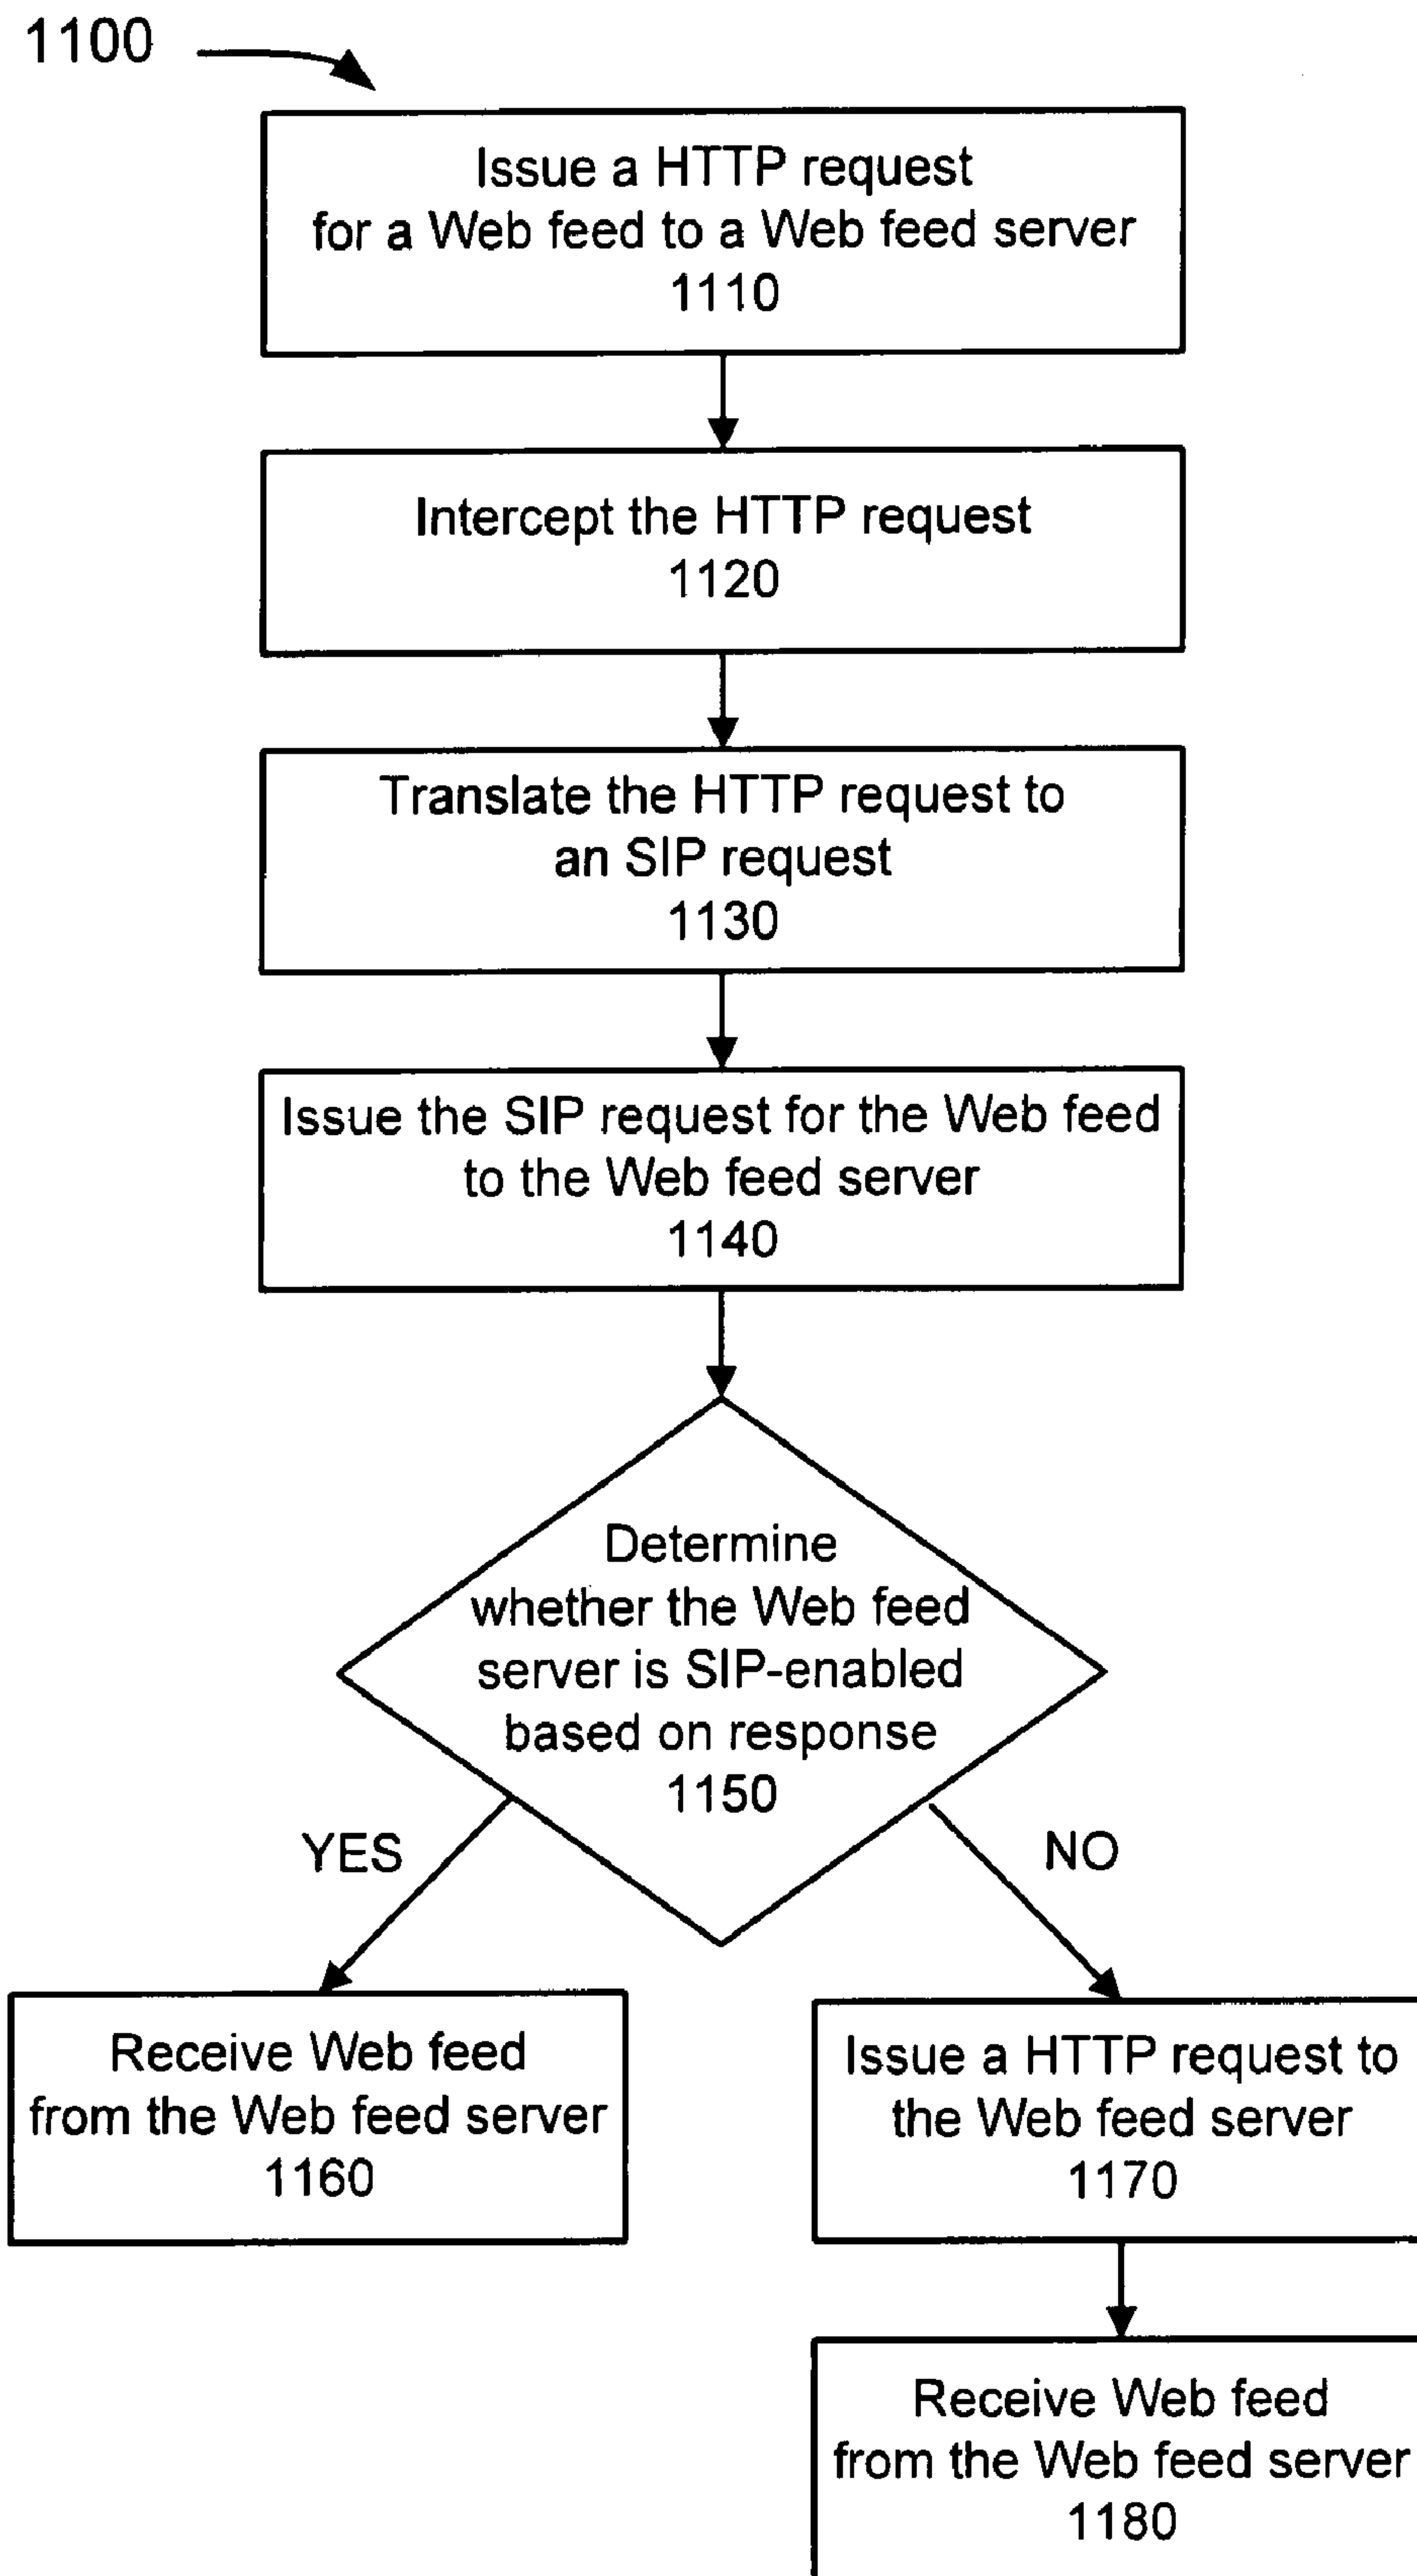 1100
Issue a HTTP request
for a Web feed to a Web feed server
1110
Intercept the HTTP request
1120
Translate the HTTP request to
an SIP request
1130
Issue the SIP request for the Web feed
to the Web feed server
1140
Determine
whether the Web feed
server is SIP-enabled
based on response
1150
YES
NO
Receive Web feed
from the Web feed server
1160
Issue a HTTP request to
the Web feed server
1170
Receive Web feed
from the Web feed server
1180